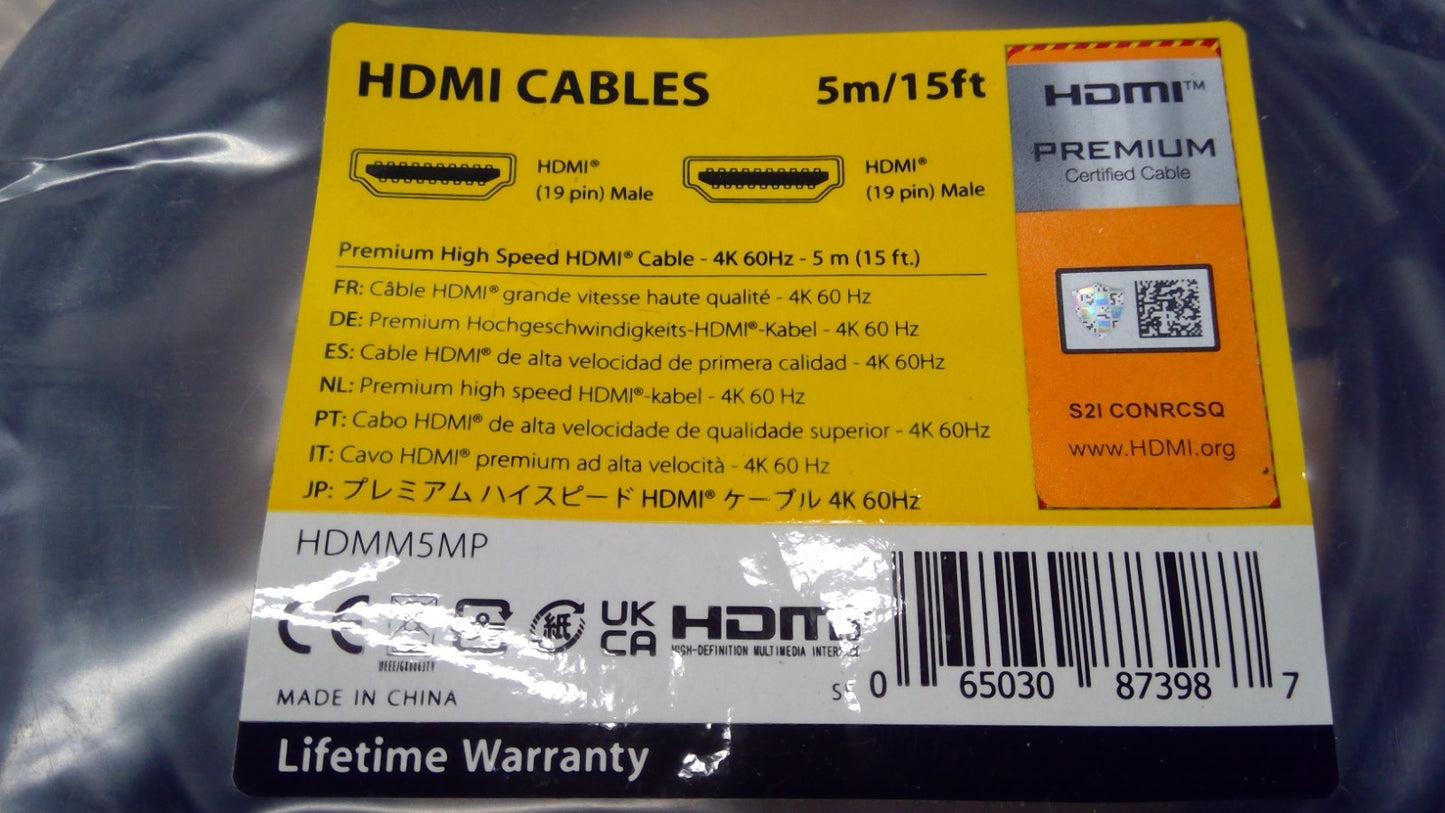 HDMI CABLES
5m/15ft
HDMI®
(19 pin) Male
HDMI®
(19 pin) Male
Premium High Speed HDMI® Cable - 4K 60Hz - 5 m (15 ft.)
FR: Câble HDMI® grande vitesse haute qualité - 4K 60 Hz
DE: Premium Hochgeschwindigkeits-HDMI®-Kabel - 4K 60 Hz
ES: Cable HDMI® de alta velocidad de primera calidad - 4K 60Hz
NL: Premium high speed HDMI®-kabel - 4K 60 Hz
PT: Cabo HDMI® de alta velocidade de qualidade superior - 4K 60Hz
IT: Cavo HDMI® premium ad alta velocità - 4K 60 Hz
JP: プレミアム ハイスピード HDMI® ケーブル 4K 60Hz
HDMI™
PREMIUM
Certified Cable
S2I CONRCSQ
www.HDMI.org
HDMM5MP
CE
紙
UK
CA
HDMI
HIGH-DEFINITION MULTIMEDIA
MADE IN CHINA
0 65030 87398 7
Lifetime Warranty